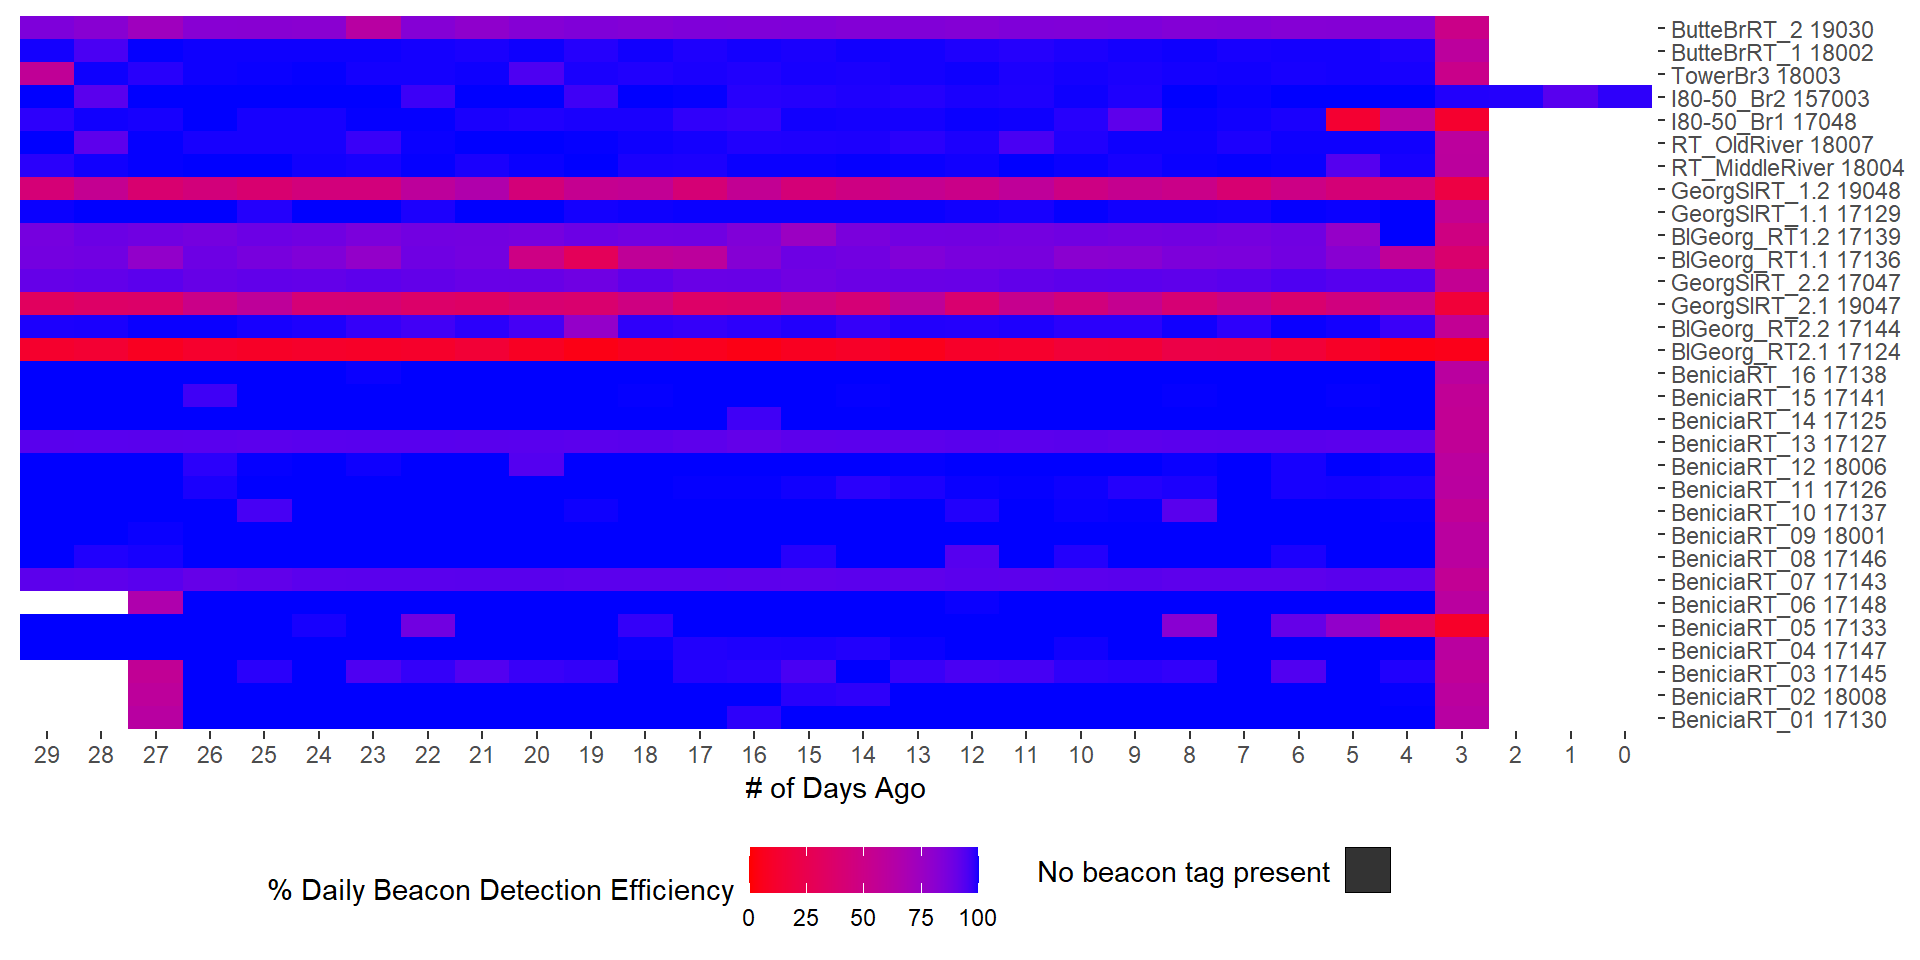 ButteBrRT_2 19030
ButteBrRT_1 18002
TowerBr3 18003
I80-50_Br2 157003
I80-50_Br1 17048
RT_OldRiver 18007
RT_MiddleRiver 18004
GeorgSlRT_1.2 19048
GeorgSlRT_1.1 17129
BlGeorg_RT1.2 17139
BlGeorg_RT1.1 17136
GeorgSlRT_2.2 17047
GeorgSlRT_2.1 19047
BlGeorg_RT2.2 17144
BlGeorg_RT2.1 17124
BeniciaRT_16 17138
BeniciaRT_15 17141
BeniciaRT_14 17125
BeniciaRT_13 17127
BeniciaRT_12 18006
BeniciaRT_11 17126
BeniciaRT_10 17137
BeniciaRT_09 18001
BeniciaRT_08 17146
BeniciaRT_07 17143
BeniciaRT_06 17148
BeniciaRT_05 17133
BeniciaRT_04 17147
BeniciaRT_03 17145
BeniciaRT_02 18008
BeniciaRT_01 17130
29 28 27 26 25 24 23 22 21 20 19 18 17 16 15 14 13 12 11 10 9 8 7 6 5 4 3 2 1 0
# of Days Ago
% Daily Beacon Detection Efficiency
0 25 50 75 100
No beacon tag present